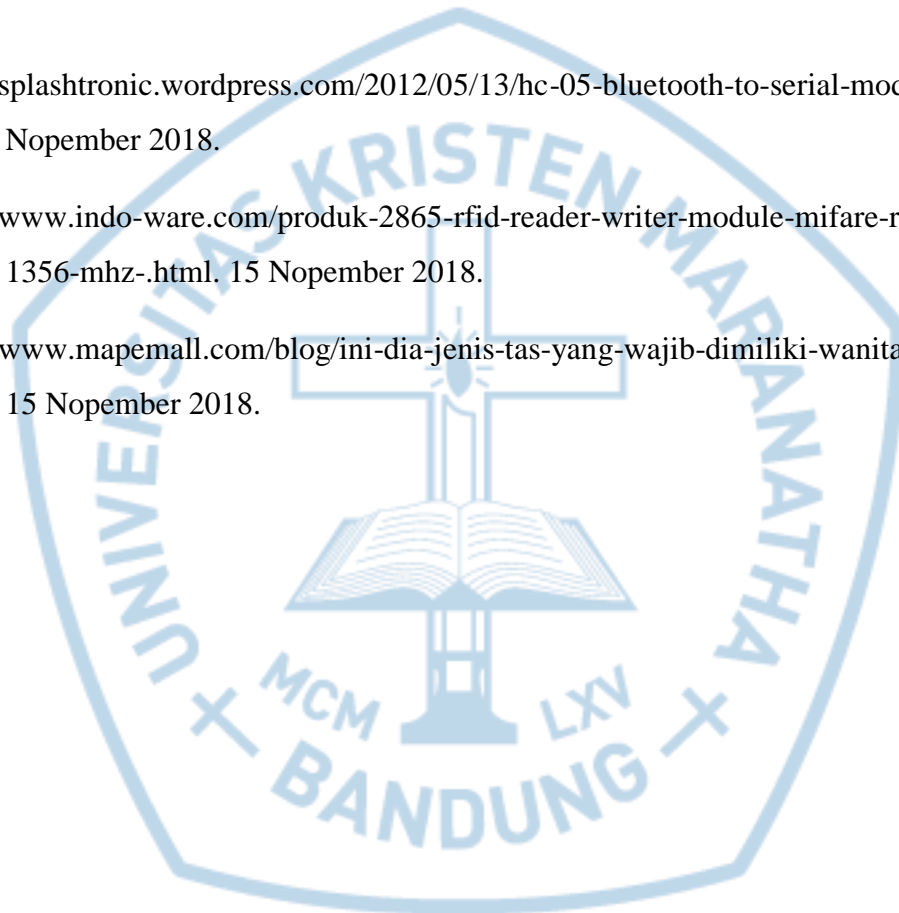 splashtronic.wordpress.com/2012/05/13/hc-05-bluetooth-to-serial-mod
Nopember 2018.
www.indo-ware.com/produk-2865-rfid-reader-writer-module-mifare-r
1356-mhz-.html. 15 Nopember 2018.
www.mapemall.com/blog/ini-dia-jenis-tas-yang-wajib-dimiliki-wanita
15 Nopember 2018.
UNIVERSITAS KRISTEN MARANATHA
MCM LXV
BANDUNG